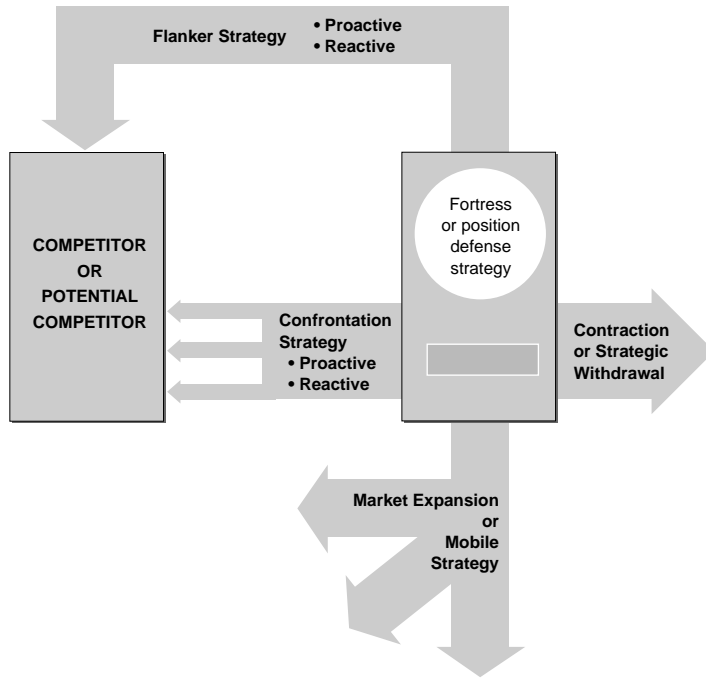 Flanker Strategy
• Proactive
• Reactive
COMPETITOR
OR
POTENTIAL
COMPETITOR
Fortress
or position
defense
strategy
Confrontation
Strategy
• Proactive
• Reactive
Contraction
or Strategic
Withdrawal
Market Expansion
or
Mobile
Strategy